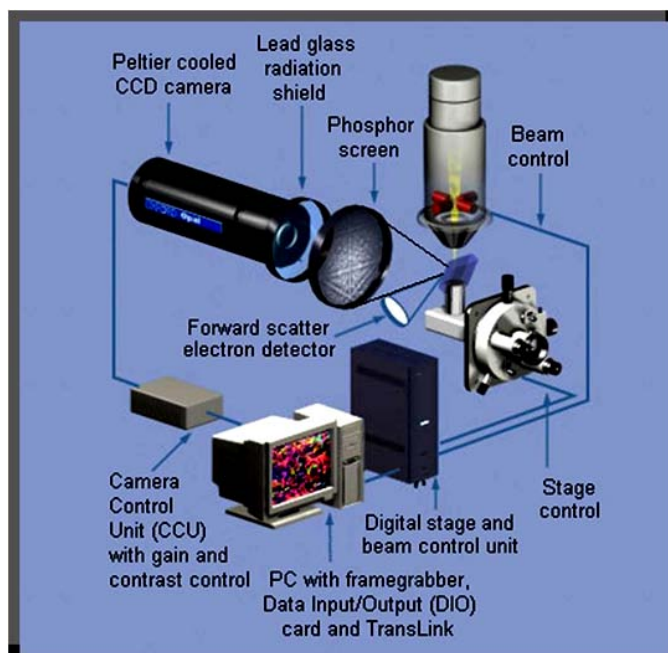 Peltier cooled
CCD camera
Lead glass
radiation
shield
Phosphor
screen
Beam
control
Opal
Forward scatter
electron detector
Camera
Control
Unit (CCU)
with gain and
contrast control
PC with framegrabber,
Data Input/Output (DIO)
card and TransLink
Digital stage and
beam control unit
Stage
control